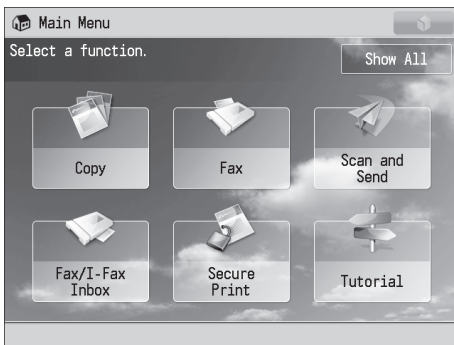 Main Menu
Select a function.
Show All
Copy
Fax
Scan and
Send
Fax/I-Fax
Inbox
Secure
Print
Tutorial